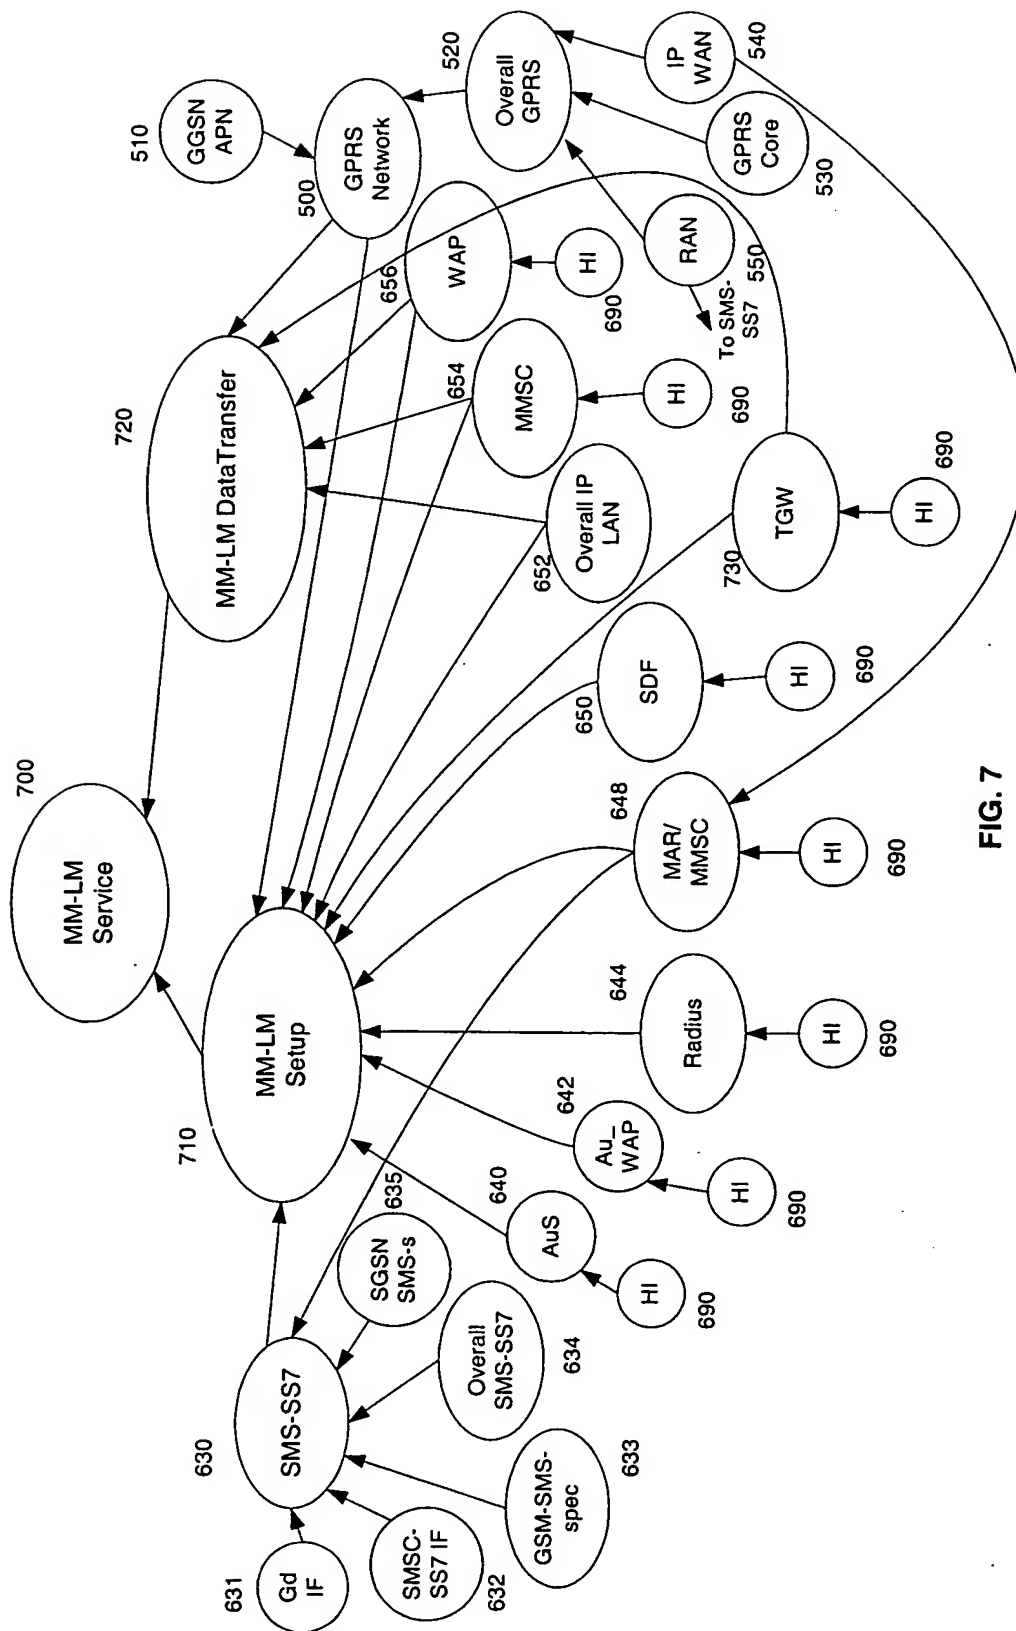 MM-LM
Service
700
MM-LM
Setup
710
MM-LM DataTransfer
720
GGSN
APN
510
GPRS
Network
500
Overall
GPRS
520
IP
WAN
540
GPRS
Core
530
RAN
550
To SMS-
SS7
WAP
656
HI
690
MMSC
654
HI
690
Overall IP
LAN
652
TGW
730
HI
690
SDF
650
HI
690
MAR/
MMSC
648
HI
690
Radius
644
HI
690
Au_
WAP
642
HI
690
AuS
640
HI
690
SGSN
SMS-s
635
Overall
SMS-SS7
634
GSM-SMS-
spec
633
SMSC-
SS7 IF
632
Gd
IF
631
SMS-SS7
630
FIG. 7